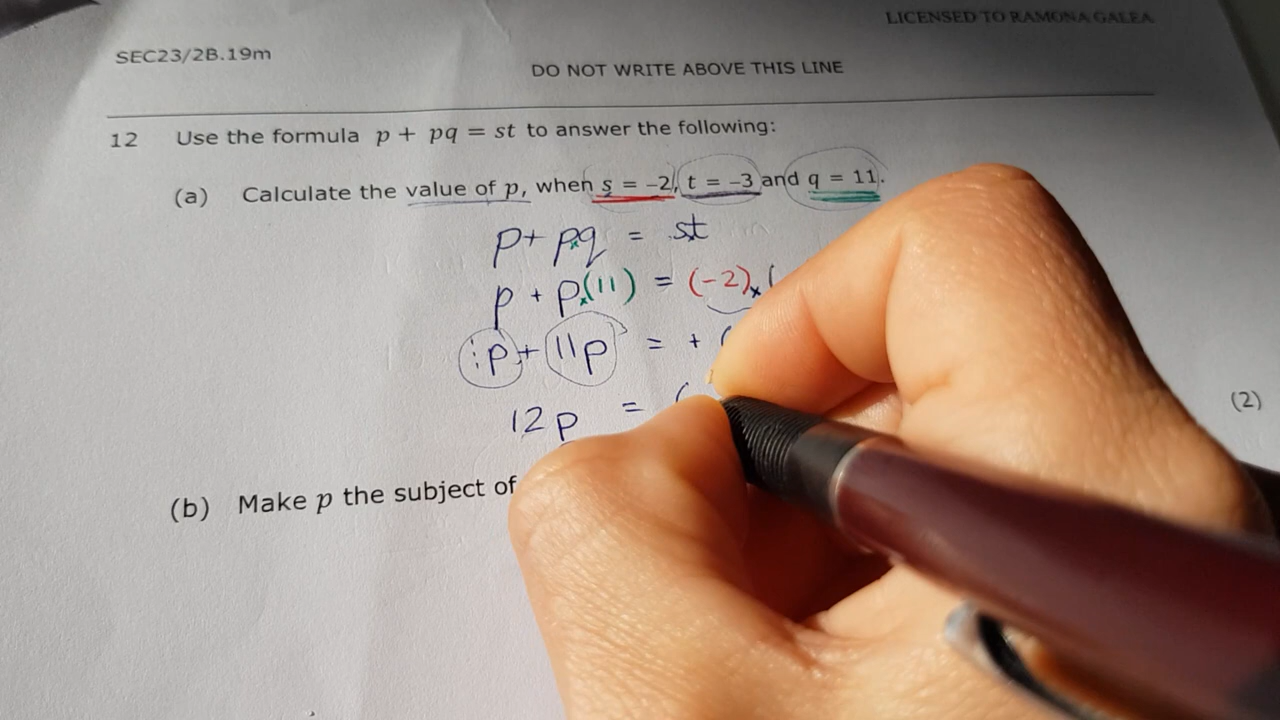 LICENSED TO RAMONA GALEA
SEC23/2B.19m
DO NOT WRITE ABOVE THIS LINE
12 Use the formula p + pq = st to answer the following:
(a) Calculate the value of p, when s = −2, t = −3 and q = 11.
p + pq = st
p + p×(11) = (-2)× (
1p + 11p = + (
12p = (
(2)
(b) Make p the subject of